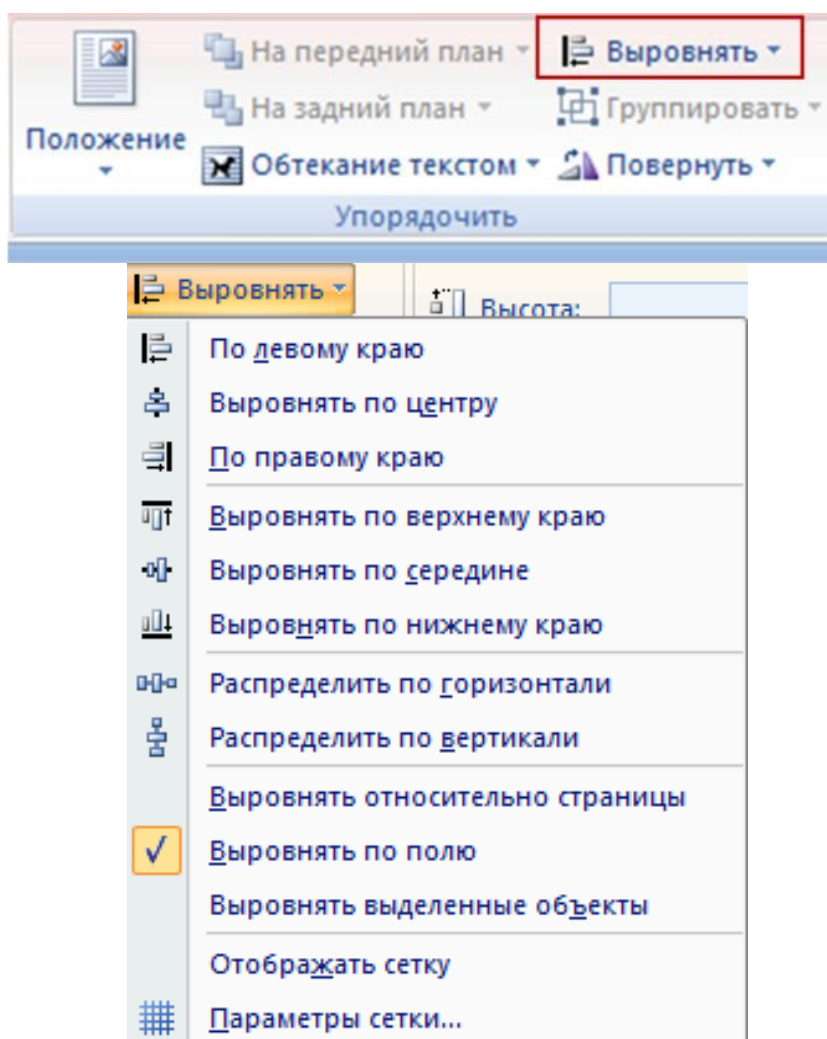 На передний план Выровнять
На задний план Группировать
Положение
Обтекание текстом Повернуть
Упорядочить
Выровнять Высота:
По левому краю
Выровнять по центру
По правому краю
Выровнять по верхнему краю
Выровнять по середине
Выровнять по нижнему краю
Распределить по горизонтали
Распределить по вертикали
Выровнять относительно страницы
Выровнять по полю
Выровнять выделенные объекты
Отображать сетку
Параметры сетки...